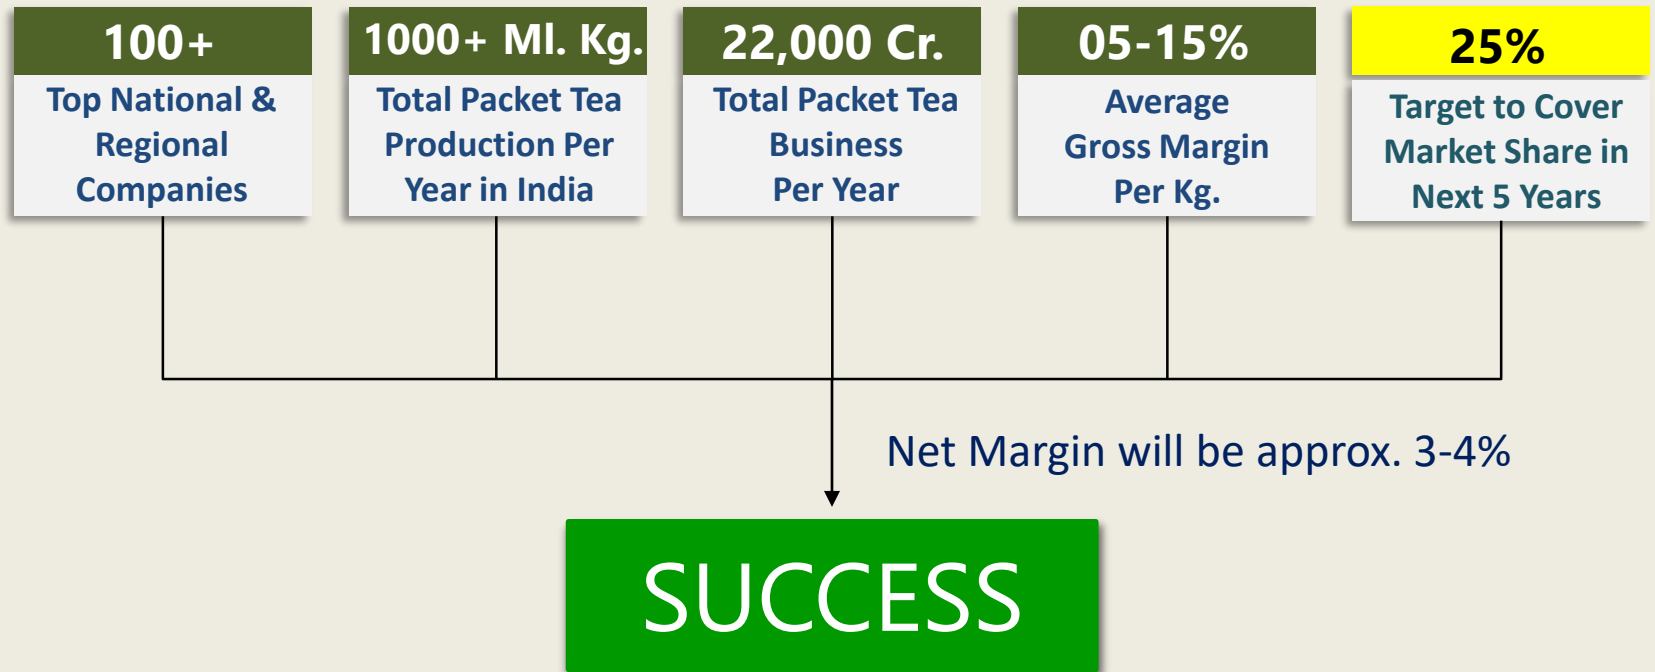 100+
Top National &
Regional
Companies
1000+ Ml. Kg.
Total Packet Tea
Production Per
Year in India
22,000 Cr.
Total Packet Tea
Business
Per Year
05-15%
Average
Gross Margin
Per Kg.
25%
Target to Cover
Market Share in
Next 5 Years
Net Margin will be approx. 3-4%
SUCCESS